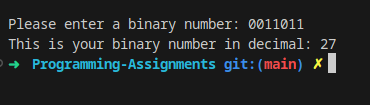 Please enter a binary number: 0011011
This is your binary number in decimal: 27
➜ Programming-Assignments git:(main) ✗